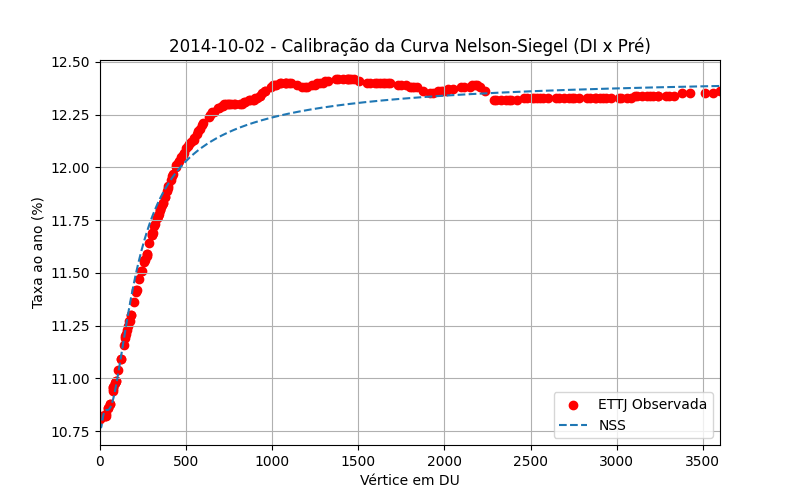 2014-10-02 - Calibração da Curva Nelson-Siegel (DI x Pré)
Taxa ao ano (%)
12.50
12.25
12.00
11.75
11.50
11.25
11.00
10.75
ETTJ Observada
NSS
0 500 1000 1500 2000 2500 3000 3500
Vértice em DU